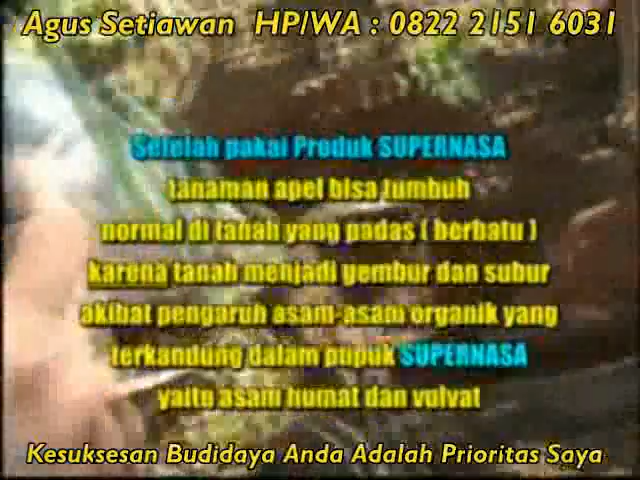 Agus Setiawan HP/WA : 0822 2151 6031
Setelah pakai Produk SUPERNASA
tanaman apel bisa tumbuh
normal di tanah yang padas ( berbatu )
karena tanah menjadi gembur dan subur
akibat pengaruh asam-asam organik yang
terkandung dalam pupuk SUPERNASA
yaitu asam humat dan vulvat
Kesuksesan Budidaya Anda Adalah Prioritas Saya